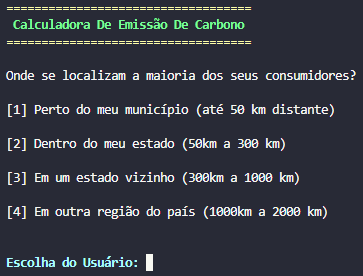 ===================================
Calculadora De Emissão De Carbono
===================================
Onde se localizam a maioria dos seus consumidores?
[1] Perto do meu município (até 50 km distante)
[2] Dentro do meu estado (50km a 300 km)
[3] Em um estado vizinho (300km a 1000 km)
[4] Em outra região do país (1000km a 2000 km)
Escolha do Usuário: